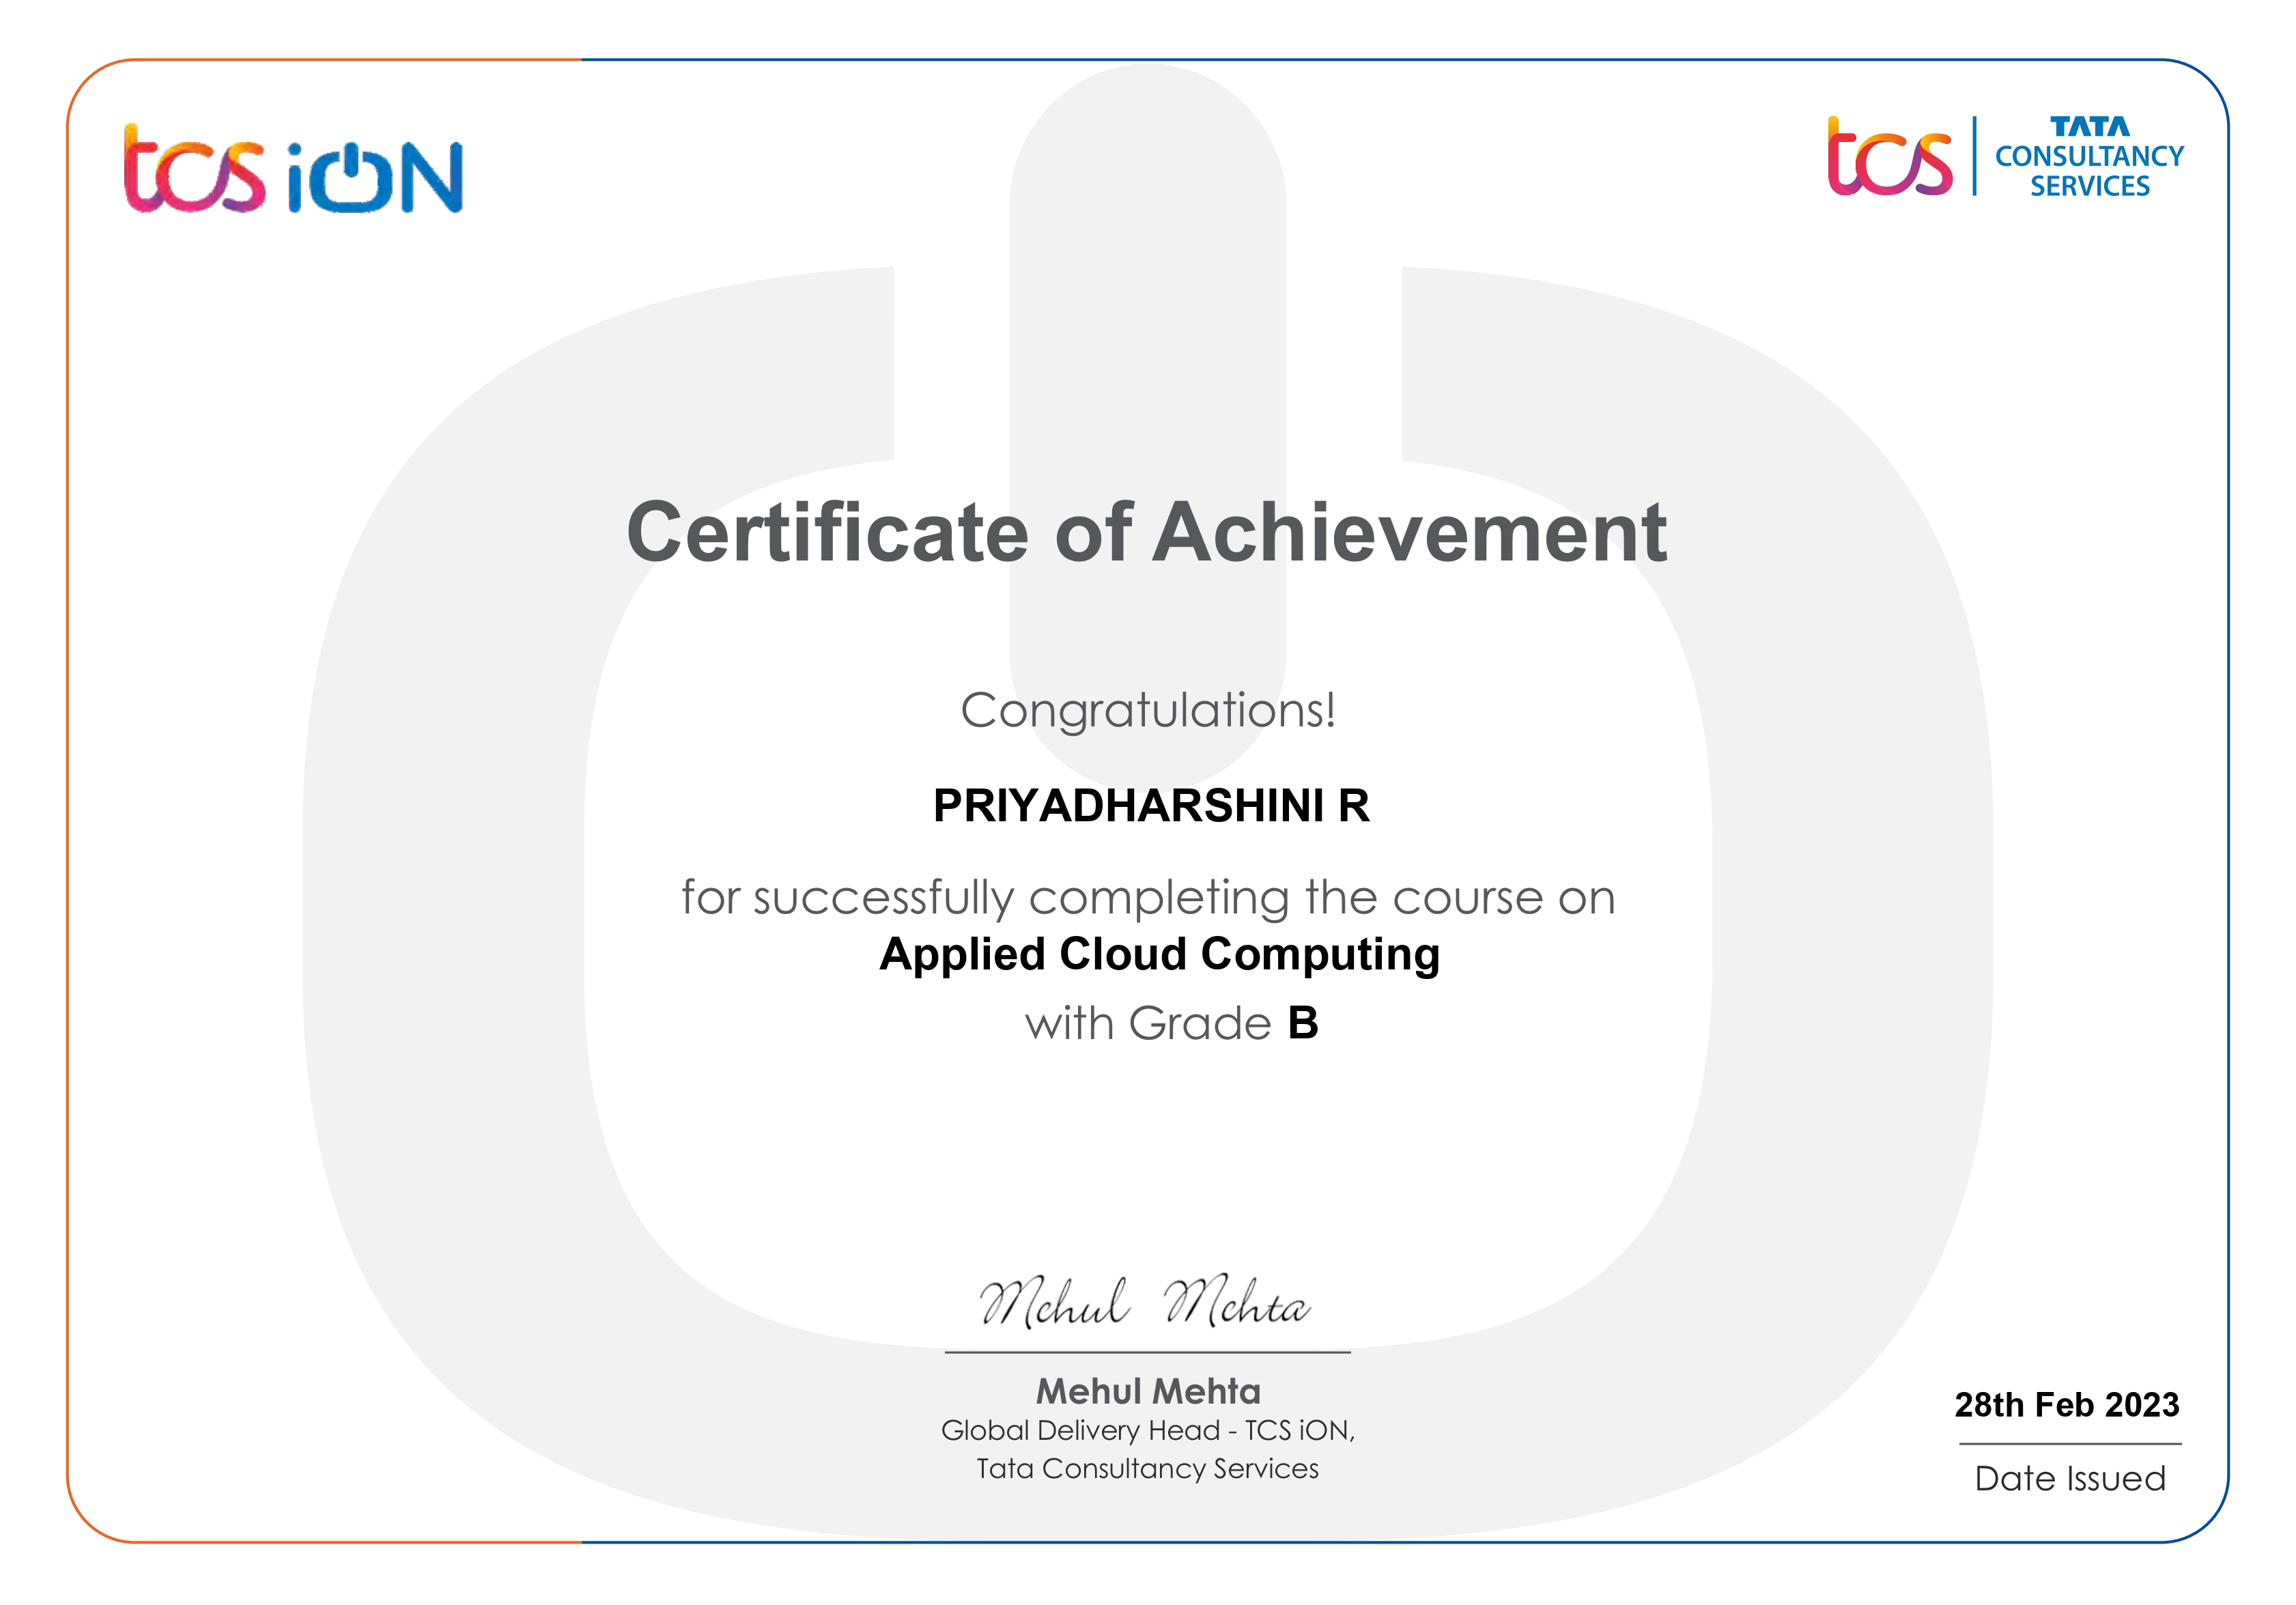 tcs iON
tcs
TATA
CONSULTANCY
SERVICES
Certificate of Achievement
Congratulations!
PRIYADHARSHINI R
for successfully completing the course on
Applied Cloud Computing
with Grade B
Mehul Mehta
Mehul Mehta
Global Delivery Head - TCS iON,
Tata Consultancy Services
28th Feb 2023
Date Issued